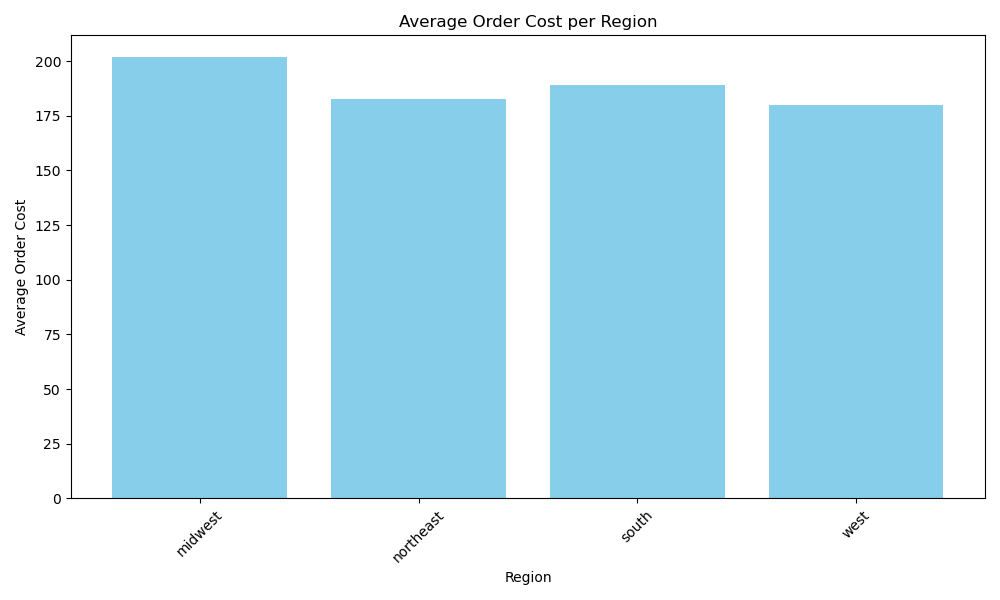 Average Order Cost per Region
Average Order Cost
200
175
150
125
100
75
50
25
0
midwest
northeast
south
west
Region